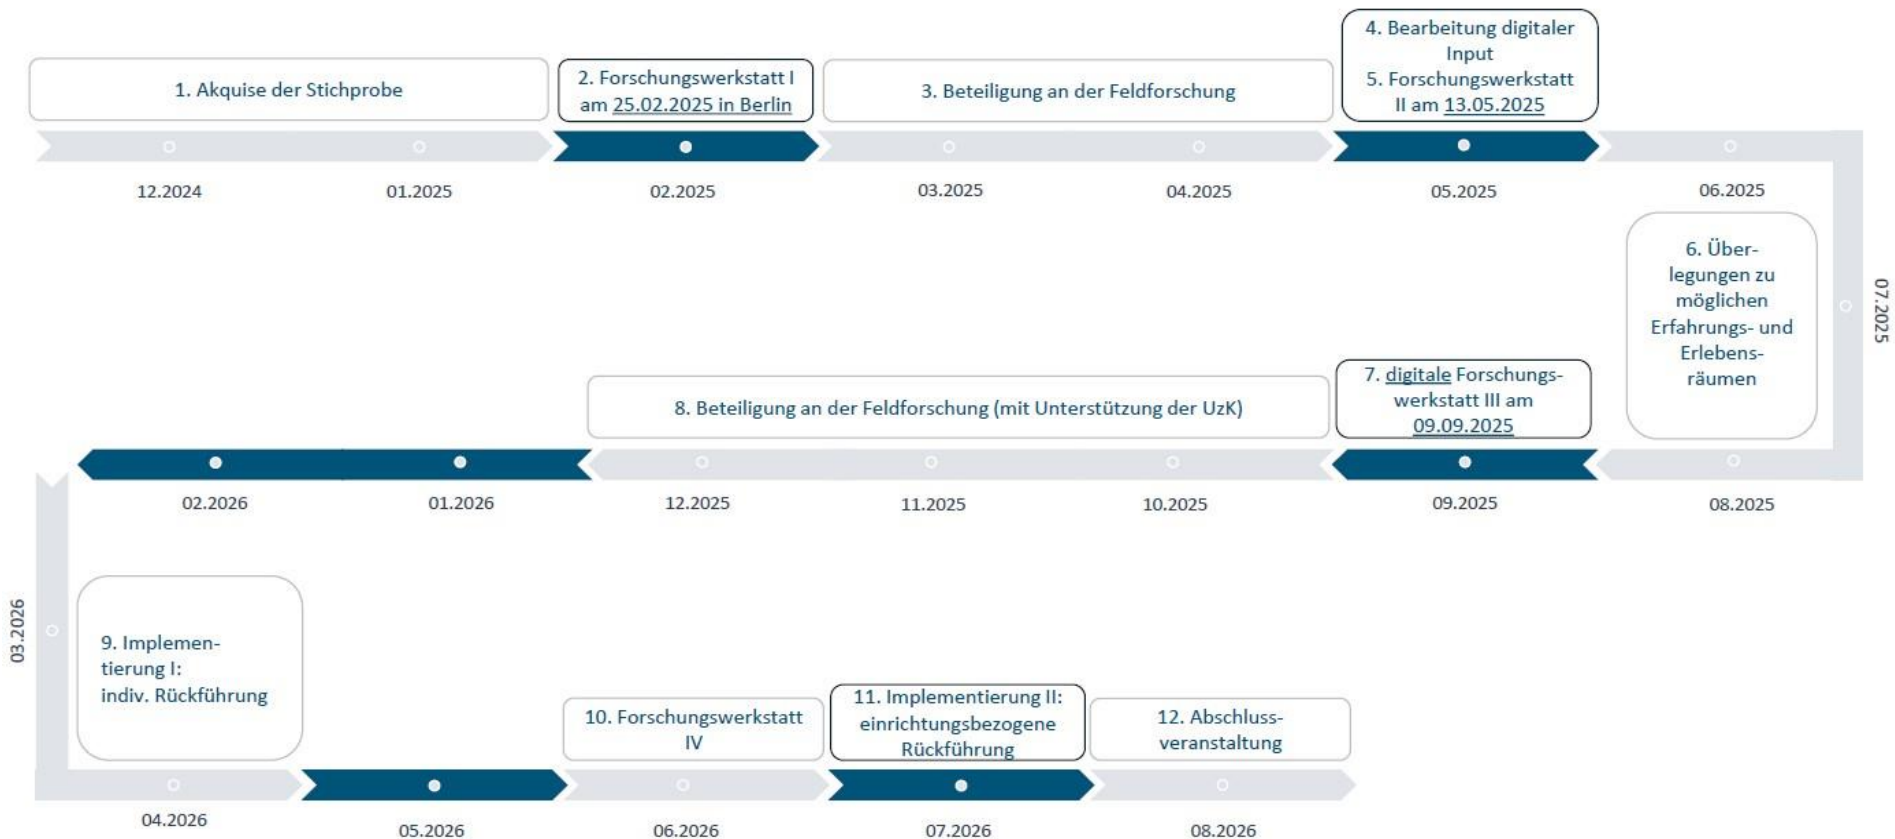 1. Akquise der Stichprobe
2. Forschungswerkstatt I
am 25.02.2025 in Berlin
3. Beteiligung an der Feldforschung
4. Bearbeitung digitaler
Input
5. Forschungswerkstatt
II am 13.05.2025
12.2024
01.2025
02.2025
03.2025
04.2025
05.2025
06.2025
07.2025
6. Über-
legungen zu
möglichen
Erfahrungs- und
Erlebens-
räumen
7. digitale Forschungs-
werkstatt III am
09.09.2025
8. Beteiligung an der Feldforschung (mit Unterstützung der UzK)
02.2026
01.2026
12.2025
11.2025
10.2025
09.2025
08.2025
03.2026
9. Implemen-
tierung I:
indiv. Rückführung
10. Forschungswerkstatt
IV
11. Implementierung II:
einrichtungsbezogene
Rückführung
12. Abschluss-
veranstaltung
04.2026
05.2026
06.2026
07.2026
08.2026